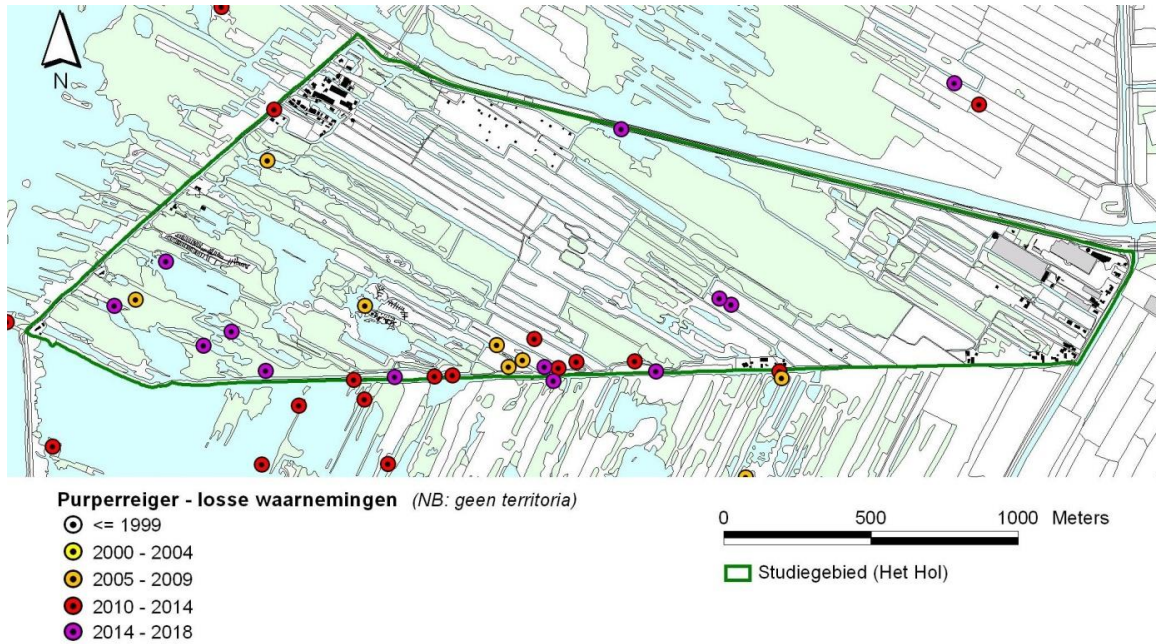 N
Purperreiger - losse waarnemingen (NB: geen territoria)
<= 1999
2000 - 2004
2005 - 2009
2010 - 2014
2014 - 2018
0 500 1000 Meters
Studiegebied (Het Hol)